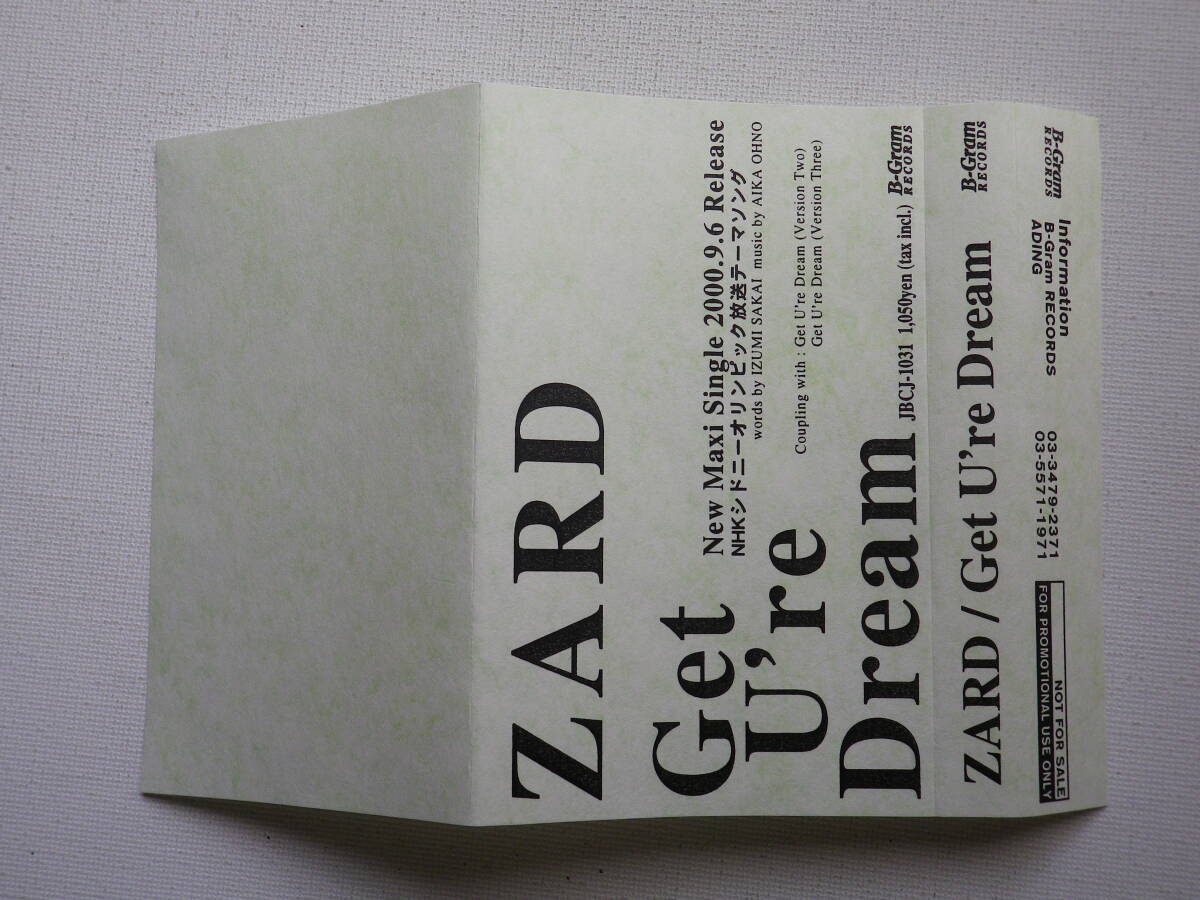 ZARD
Get
U're
Dream
New Maxi Single 2000.9.6 Release
NHKシドニーオリンピック放送テーマソング
words by IZUMI SAKAI music by AIKA OHNO
Coupling with : Get U're Dream (Version Two)
Get U're Dream (Version Three)
JBCJ-1031 1,050yen (tax incl.)
B-Gram
RECORDS
ZARD / Get U're Dream
B-Gram
RECORDS
NOT FOR SALE
FOR PROMOTIONAL USE ONLY
Information
B-Gram RECORDS 03-3479-2371
ADING 03-5571-1971
B-Gram
RECORDS